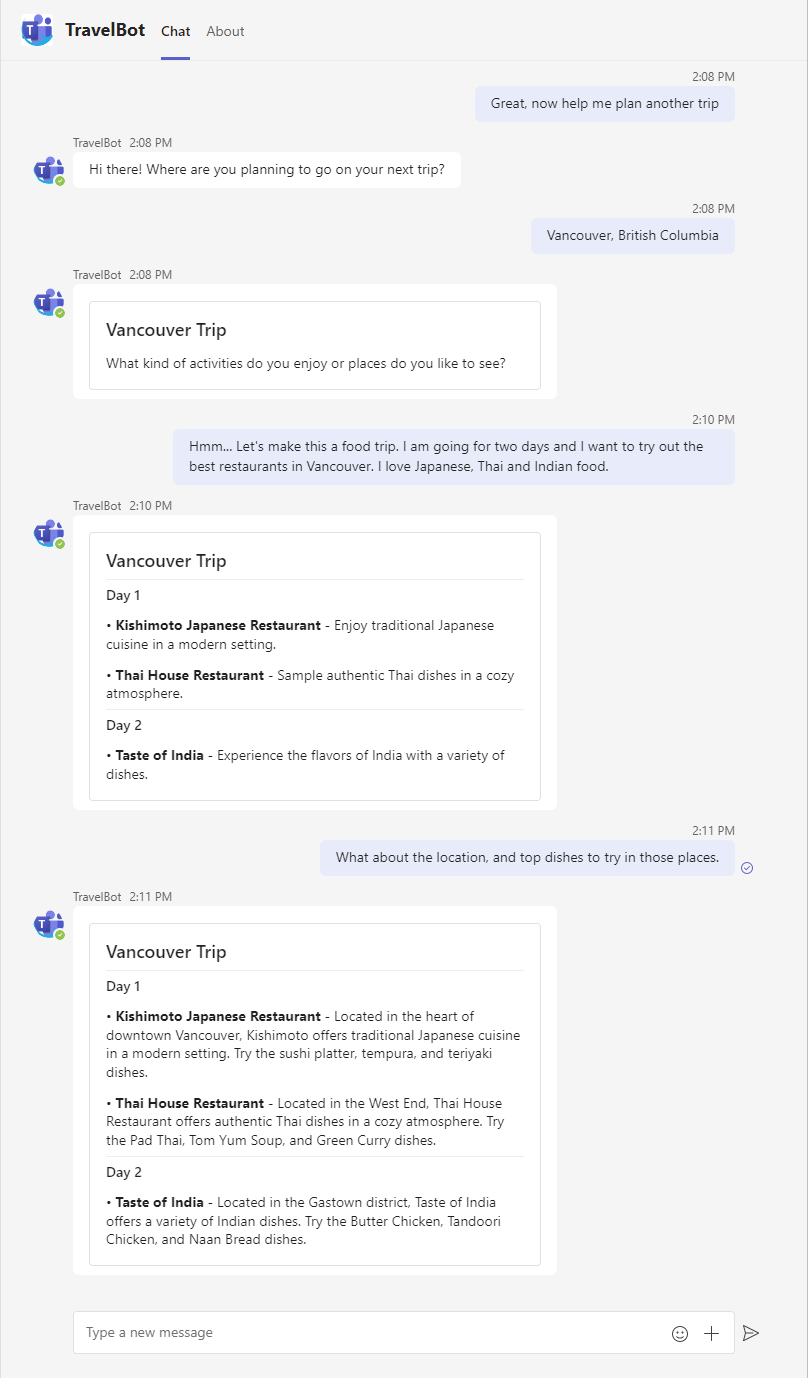 TravelBot Chat About
2:08 PM
Great, now help me plan another trip
TravelBot 2:08 PM
Hi there! Where are you planning to go on your next trip?
2:08 PM
Vancouver, British Columbia
TravelBot 2:08 PM
Vancouver Trip
What kind of activities do you enjoy or places do you like to see?
2:10 PM
Hmm... Let's make this a food trip. I am going for two days and I want to try out the
best restaurants in Vancouver. I love Japanese, Thai and Indian food.
TravelBot 2:10 PM
Vancouver Trip
Day 1
• Kishimoto Japanese Restaurant - Enjoy traditional Japanese
cuisine in a modern setting.
• Thai House Restaurant - Sample authentic Thai dishes in a cozy
atmosphere.
Day 2
• Taste of India - Experience the flavors of India with a variety of
dishes.
2:11 PM
What about the location, and top dishes to try in those places.
TravelBot 2:11 PM
Vancouver Trip
Day 1
• Kishimoto Japanese Restaurant - Located in the heart of
downtown Vancouver, Kishimoto offers traditional Japanese cuisine
in a modern setting. Try the sushi platter, tempura, and teriyaki
dishes.
• Thai House Restaurant - Located in the West End, Thai House
Restaurant offers authentic Thai dishes in a cozy atmosphere. Try
the Pad Thai, Tom Yum Soup, and Green Curry dishes.
Day 2
• Taste of India - Located in the Gastown district, Taste of India
offers a variety of Indian dishes. Try the Butter Chicken, Tandoori
Chicken, and Naan Bread dishes.
Type a new message